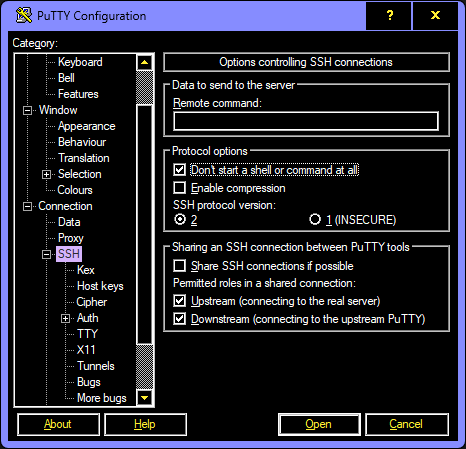 PuTTY Configuration
? X
Category:
Keyboard
Bell
Features
Window
Appearance
Behaviour
Translation
Selection
Colours
Connection
Data
Proxy
SSH
Kex
Host keys
Cipher
Auth
TTY
X11
Tunnels
Bugs
More bugs
Options controlling SSH connections
Data to send to the server
Remote command:
Protocol options
Don't start a shell or command at all
Enable compression
SSH protocol version:
2
1 (INSECURE)
Sharing an SSH connection between PuTTY tools
Share SSH connections if possible
Permitted roles in a shared connection:
Upstream (connecting to the real server)
Downstream (connecting to the upstream PuTTY)
About
Help
Open
Cancel